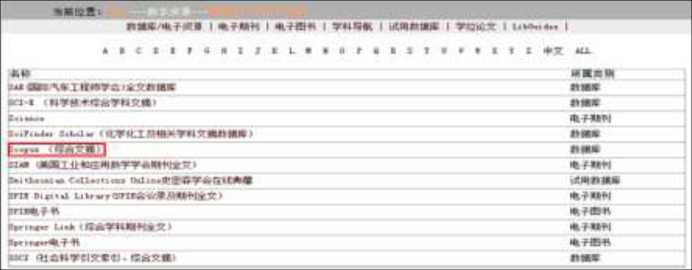 当前位置：
数据库/电子资源 | 电子期刊 | 电子图书 | 学科导航 | 试用数据库 | 学位论文 | LibGuides |
A B C D E F G H I J K L M N O P Q R S T U V W X Y Z 中文 ALL
名称 所属类别
SAE(国际汽车工程师学会)全文数据库 数据库
SCI-E （科学技术综合学科文摘） 数据库
Science 电子期刊
SciFinder Scholar（化学化工及相关学科文摘数据库） 数据库
Scopus （综合文摘） 数据库
SIAM（美国工业和应用数学学会期刊全文） 电子期刊
Smithsonian Collections Online史密森学会在线典藏 试用数据库
SPIE Digital Library(SPIE会议录及期刊全文） 数据库
SPIE电子书 电子图书
Springer Link（综合学科期刊全文） 电子期刊
Springer电子书 电子图书
SSCI（社会科学引文索引，综合文摘） 数据库